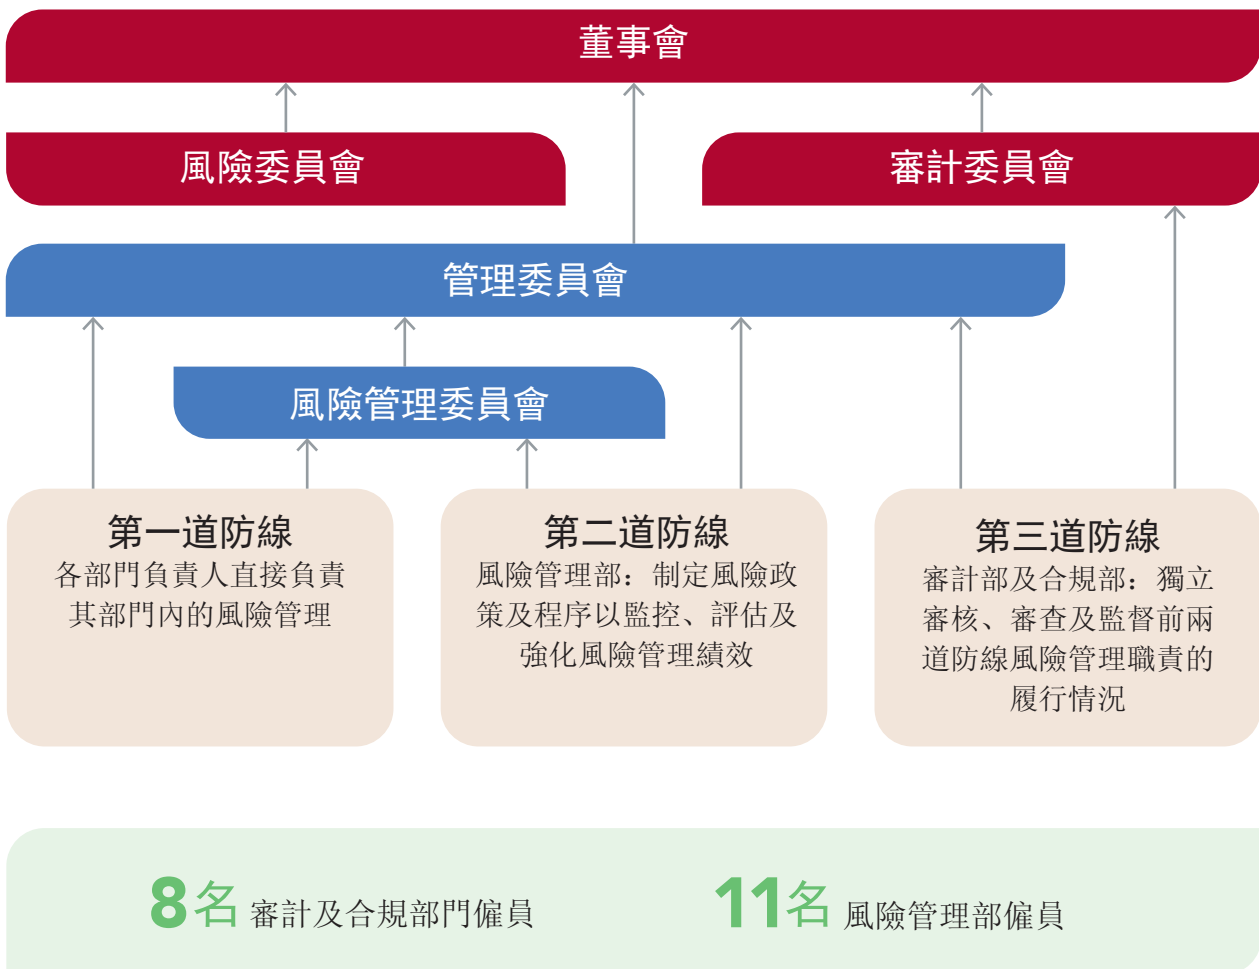 董事會
風險委員會
審計委員會
管理委員會
風險管理委員會
第一道防線
各部門負責人直接負責
其部門內的風險管理
第二道防線
風險管理部：制定風險政
策及程序以監控、評估及
強化風險管理績效
第三道防線
審計部及合規部：獨立
審核、審查及監督前兩
道防線風險管理職責的
履行情況
8名 審計及合規部門僱員
11名 風險管理部僱員